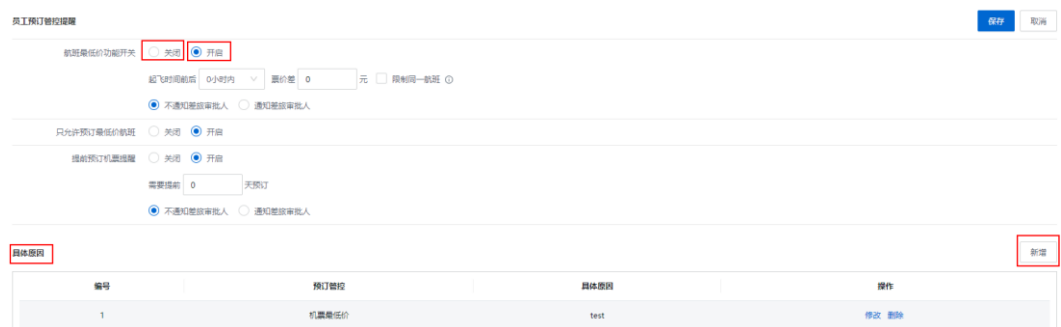 员工预订管控提醒 保存 取消
航班最低价功能开关 关闭 开启
起飞时间前后 0小时内 票价差 0 元 限制同一航班
不通知差旅审批人 通知差旅审批人
只允许预订最低价航班 关闭 开启
提前预订机票提醒 关闭 开启
需要提前 0 天预订
不通知差旅审批人 通知差旅审批人
具体原因 新增
编号 预订管控 具体原因 操作
1 机票最低价 test 修改 删除